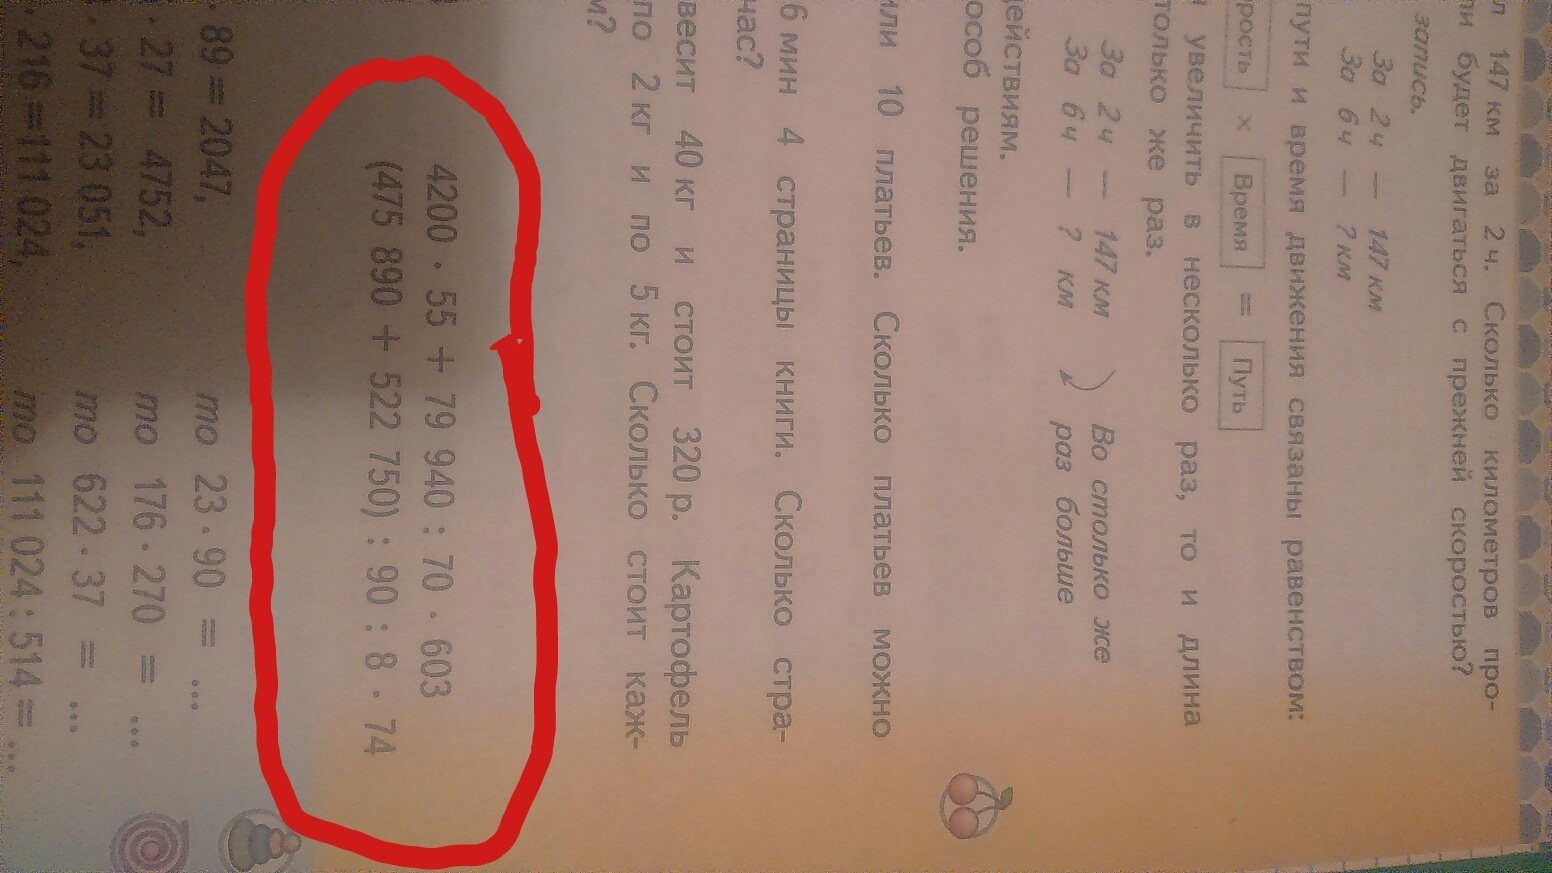 л 147 км за 2 ч. Сколько километров про-
ли будет двигаться с прежней скоростью?
запись.
За 2 ч — 147 км
За 6 ч — ? км
пути и время движения связаны равенством:
рость × Время = Путь
увеличить в несколько раз, то и длина
только же раз.
За 2 ч — 147 км Во столько же
За 6 ч — ? км раз больше
действиям.
особ решения.
или 10 платьев. Сколько платьев можно
6 мин 4 страницы книги. Сколько стра-
час?
весит 40 кг и стоит 320 р. Картофель
по 2 кг и по 5 кг. Сколько стоит каж-
м?
4200 · 55 + 79 940 : 70 · 603
(475 890 + 522 750) : 90 : 8 · 74
· 89 = 2047, то 23 · 90 = ...
· 27 = 4752, то 176 · 270 = ...
· 37 = 23 051, то 622 · 37 = ...
· 216 = 111 024, то 111 024 : 514 = ...